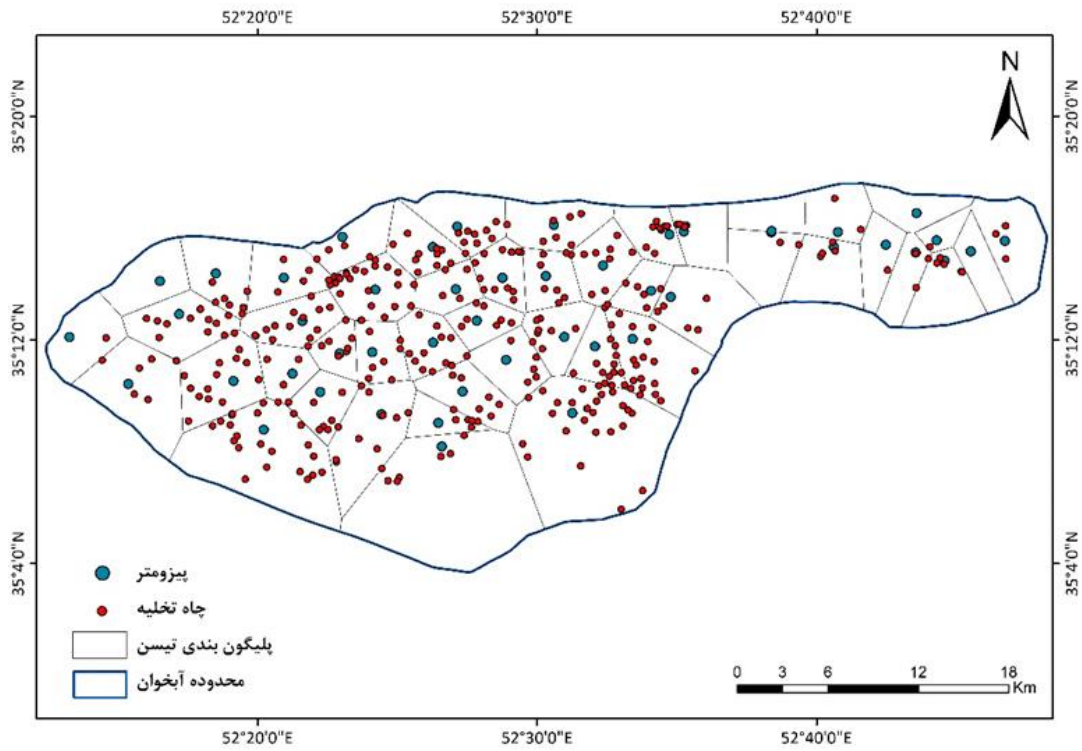 52°20'0"E 52°30'0"E 52°40'0"E
N
35°20'0"N 35°20'0"N
35°12'0"N 35°12'0"N
35°4'0"N 35°4'0"N
پیزومتر
چاه تخلیه
پلیگون بندی تیسن
محدوده آبخوان
0 3 6 12 18
Km
52°20'0"E 52°30'0"E 52°40'0"E